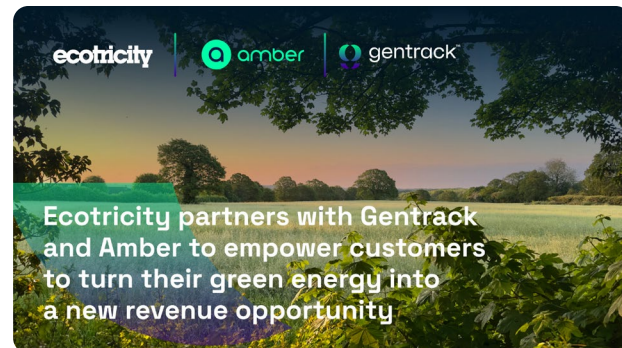 ecotricity
amber
gentrack™
Ecotricity partners with Gentrack
and Amber to empower customers
to turn their green energy into
a new revenue opportunity